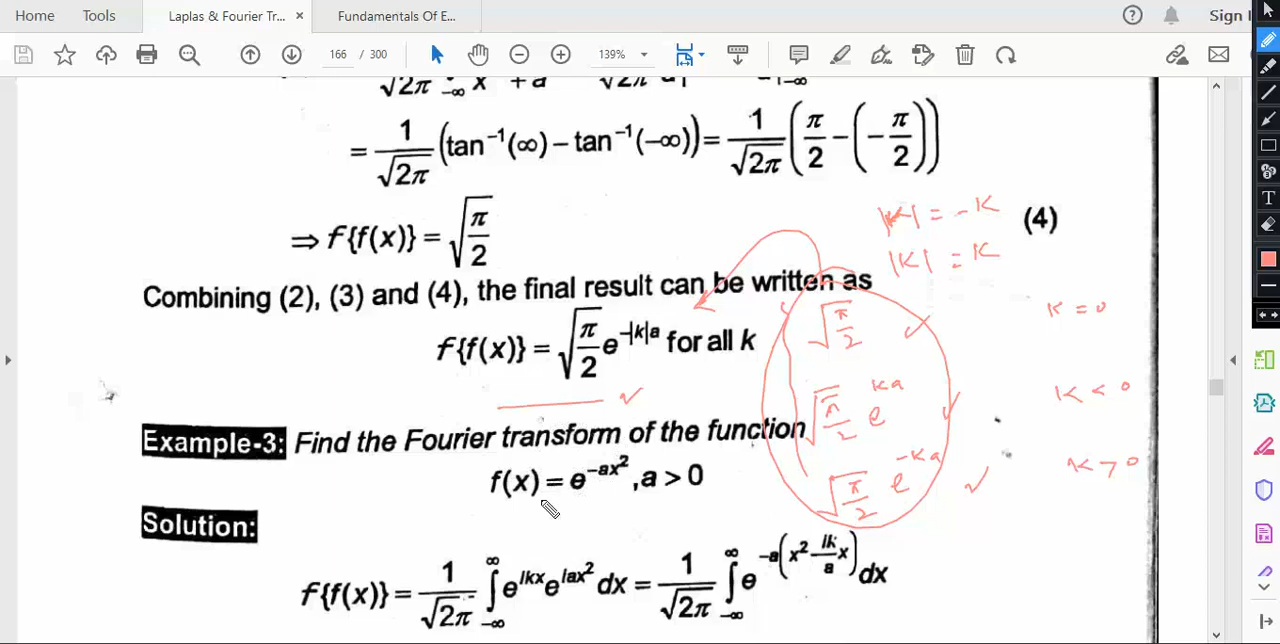 Home Tools Laplas & Fourier Tr... × Fundamentals Of E... Sign I
166 / 300 139%
√2π -∞ x + a √2π a -∞
= 1/√2π (tan⁻¹(∞) – tan⁻¹(-∞)) = 1/√2π (π/2 – (–π/2))
|K| = -K
⇒ f{f(x)} = √π/2 (4)
|K| = K
Combining (2), (3) and (4), the final result can be written as
√π/2 ✓ K = 0
f{f(x)} = √π/2 e^-|k|a for all k
√π/2 e^Ka ✓ K < 0
Example-3: Find the Fourier transform of the function
f(x) = e^-ax², a > 0
√π/2 e^-Ka ✓ K > 0
Solution:
f{f(x)} = 1/√2π ∫-∞^∞ e^ikx e^iax² dx = 1/√2π ∫-∞^∞ e^-a(x² – ik/a x) dx